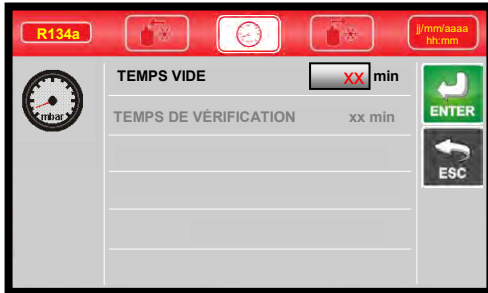 R134a
jj/mm/aaaa
hh:mm
TEMPS VIDE xx min
TEMPS DE VÉRIFICATION xx min
mbar
ENTER
ESC